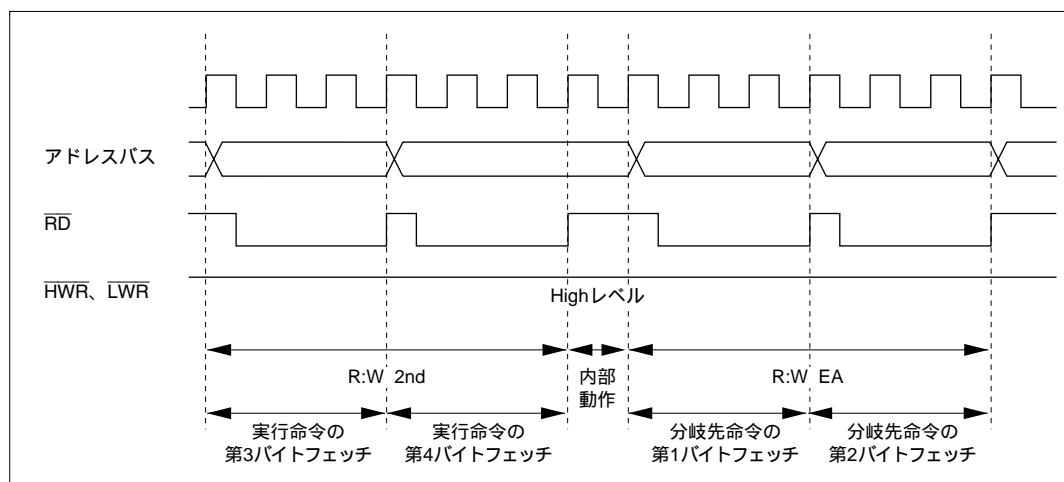 アドレスバス
RD
HWR、LWR
Highレベル
R:W 2nd
内部
動作
R:W EA
実行命令の
第3バイトフェッチ
実行命令の
第4バイトフェッチ
分岐先命令の
第1バイトフェッチ
分岐先命令の
第2バイトフェッチ